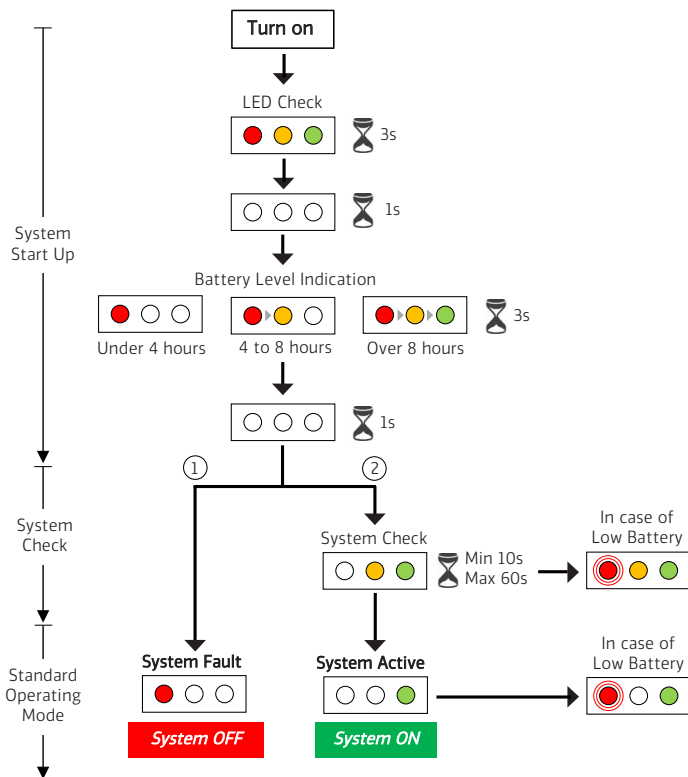 Turn on
LED Check
3s
1s
System
Start Up
Battery Level Indication
3s
Under 4 hours
4 to 8 hours
Over 8 hours
1s
1
2
System
Check
System Check
Min 10s
Max 60s
In case of
Low Battery
Standard
Operating
Mode
System Fault
System OFF
System Active
System ON
In case of
Low Battery